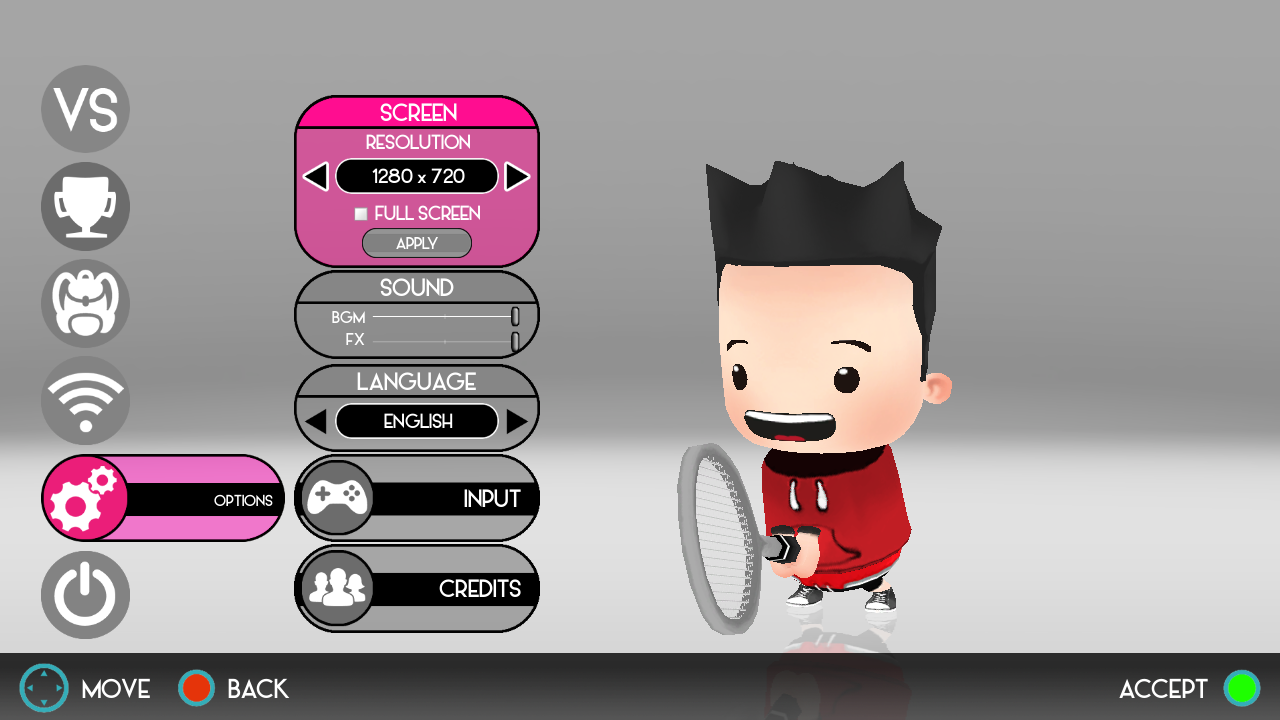 VS
SCREEN
RESOLUTION
1280 x 720
FULL SCREEN
APPLY
SOUND
BGM
FX
LANGUAGE
ENGLISH
OPTIONS
INPUT
CREDITS
MOVE
BACK
ACCEPT